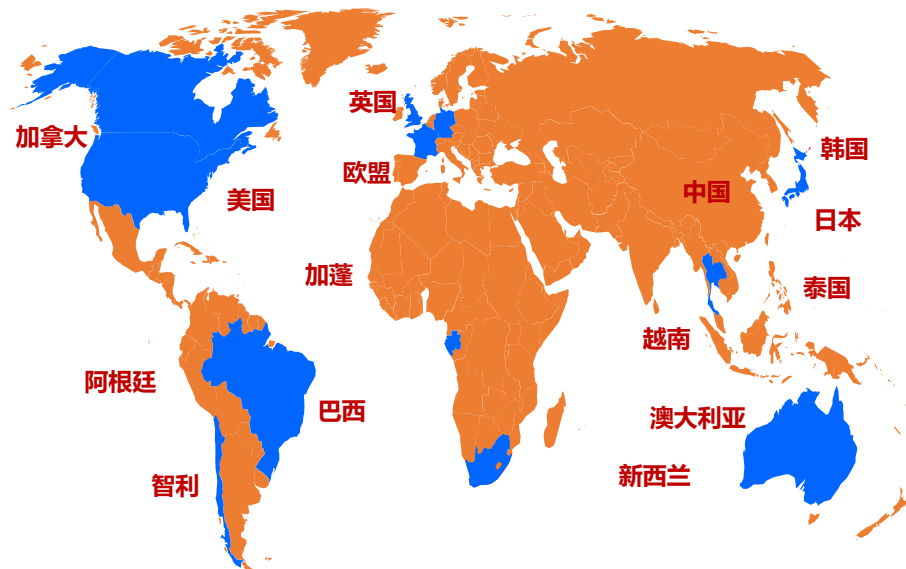 英国
加拿大
韩国
欧盟
中国
美国
日本
加蓬
泰国
越南
阿根廷
巴西
澳大利亚
新西兰
智利